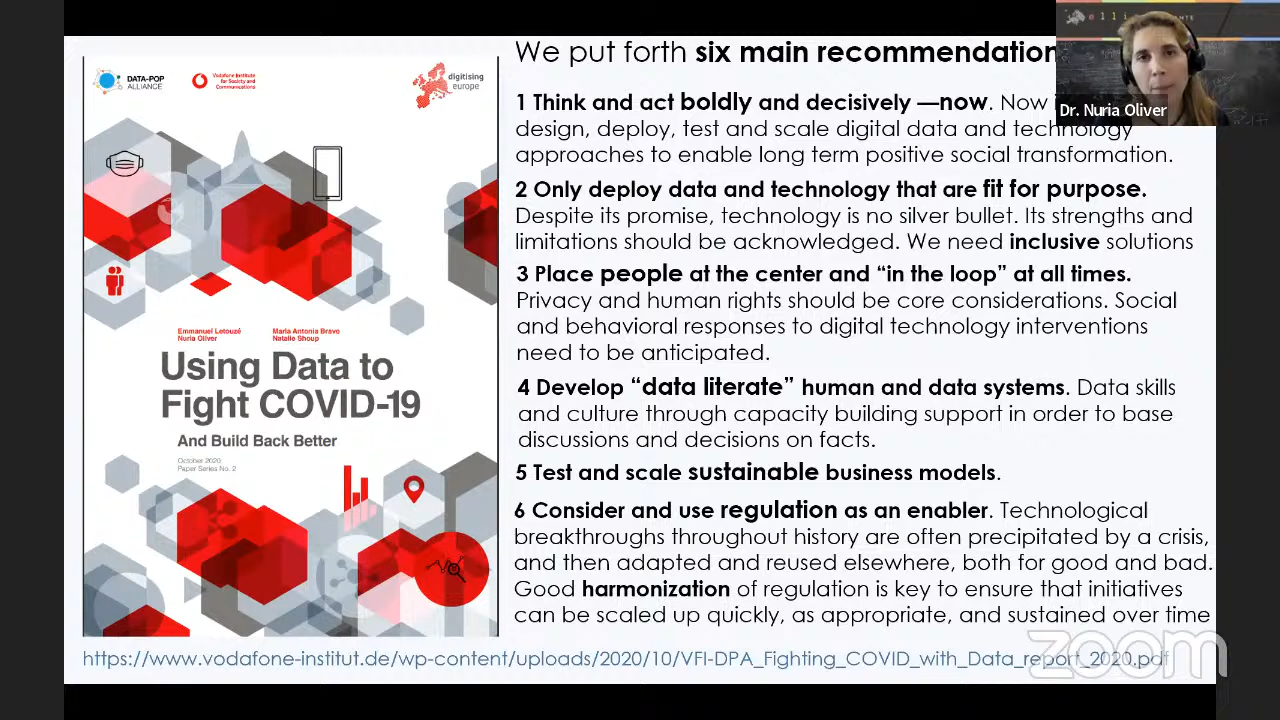 We put forth six main recommendation
1 Think and act boldly and decisively —now. Now
design, deploy, test and scale digital data and technology
approaches to enable long term positive social transformation.
2 Only deploy data and technology that are fit for purpose.
Despite its promise, technology is no silver bullet. Its strengths and
limitations should be acknowledged. We need inclusive solutions
3 Place people at the center and “in the loop” at all times.
Privacy and human rights should be core considerations. Social
and behavioral responses to digital technology interventions
need to be anticipated.
4 Develop “data literate” human and data systems. Data skills
and culture through capacity building support in order to base
discussions and decisions on facts.
5 Test and scale sustainable business models.
6 Consider and use regulation as an enabler. Technological
breakthroughs throughout history are often precipitated by a crisis,
and then adapted and reused elsewhere, both for good and bad.
Good harmonization of regulation is key to ensure that initiatives
can be scaled up quickly, as appropriate, and sustained over time
DATA-POP
ALLIANCE
Vodafone Institute
for Society and
Communications
digitising
europe
Emmanuel Letouzé
Nuria Oliver
Maria Antonia Bravo
Natalie Shoup
Using Data to
Fight COVID-19
And Build Back Better
October 2020
Paper Series No. 2
https://www.vodafone-institut.de/wp-content/uploads/2020/10/VFI-DPA_Fighting_COVID_with_Data_report_2020.pdf
Dr. Nuria Oliver
zoom